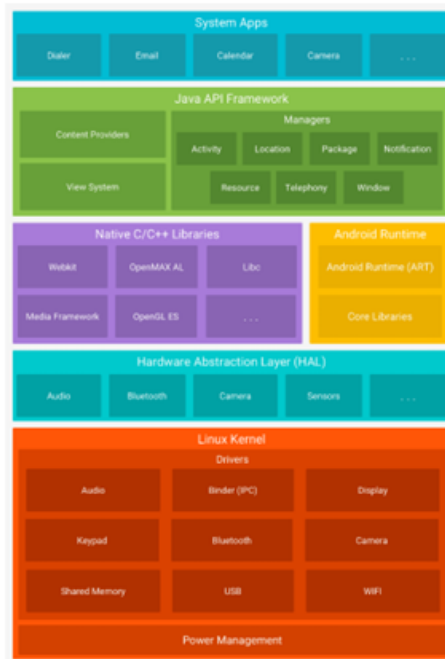 System Apps
Dialer Email Calendar Camera . . .
Java API Framework
Content Providers
View System
Managers
Activity Location Package Notification
Resource Telephony Window
Native C/C++ Libraries
Webkit OpenMAX AL Libc
Media Framework OpenGL ES . . .
Android Runtime
Android Runtime (ART)
Core Libraries
Hardware Abstraction Layer (HAL)
Audio Bluetooth Camera Sensors . . .
Linux Kernel
Drivers
Audio Binder (IPC) Display
Keypad Bluetooth Camera
Shared Memory USB WIFI
Power Management